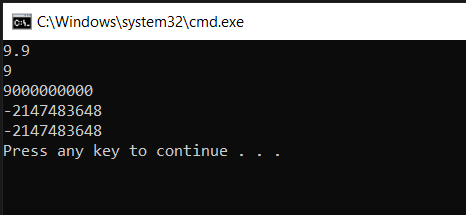 C:\Windows\system32\cmd.exe
9.9
9
9000000000
-2147483648
-2147483648
Press any key to continue . . .